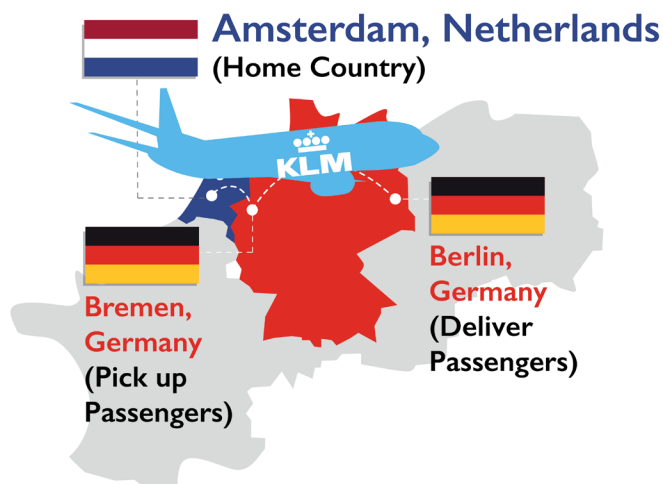 Amsterdam, Netherlands
(Home Country)
KLM
Bremen,
Germany
(Pick up
Passengers)
Berlin,
Germany
(Deliver
Passengers)